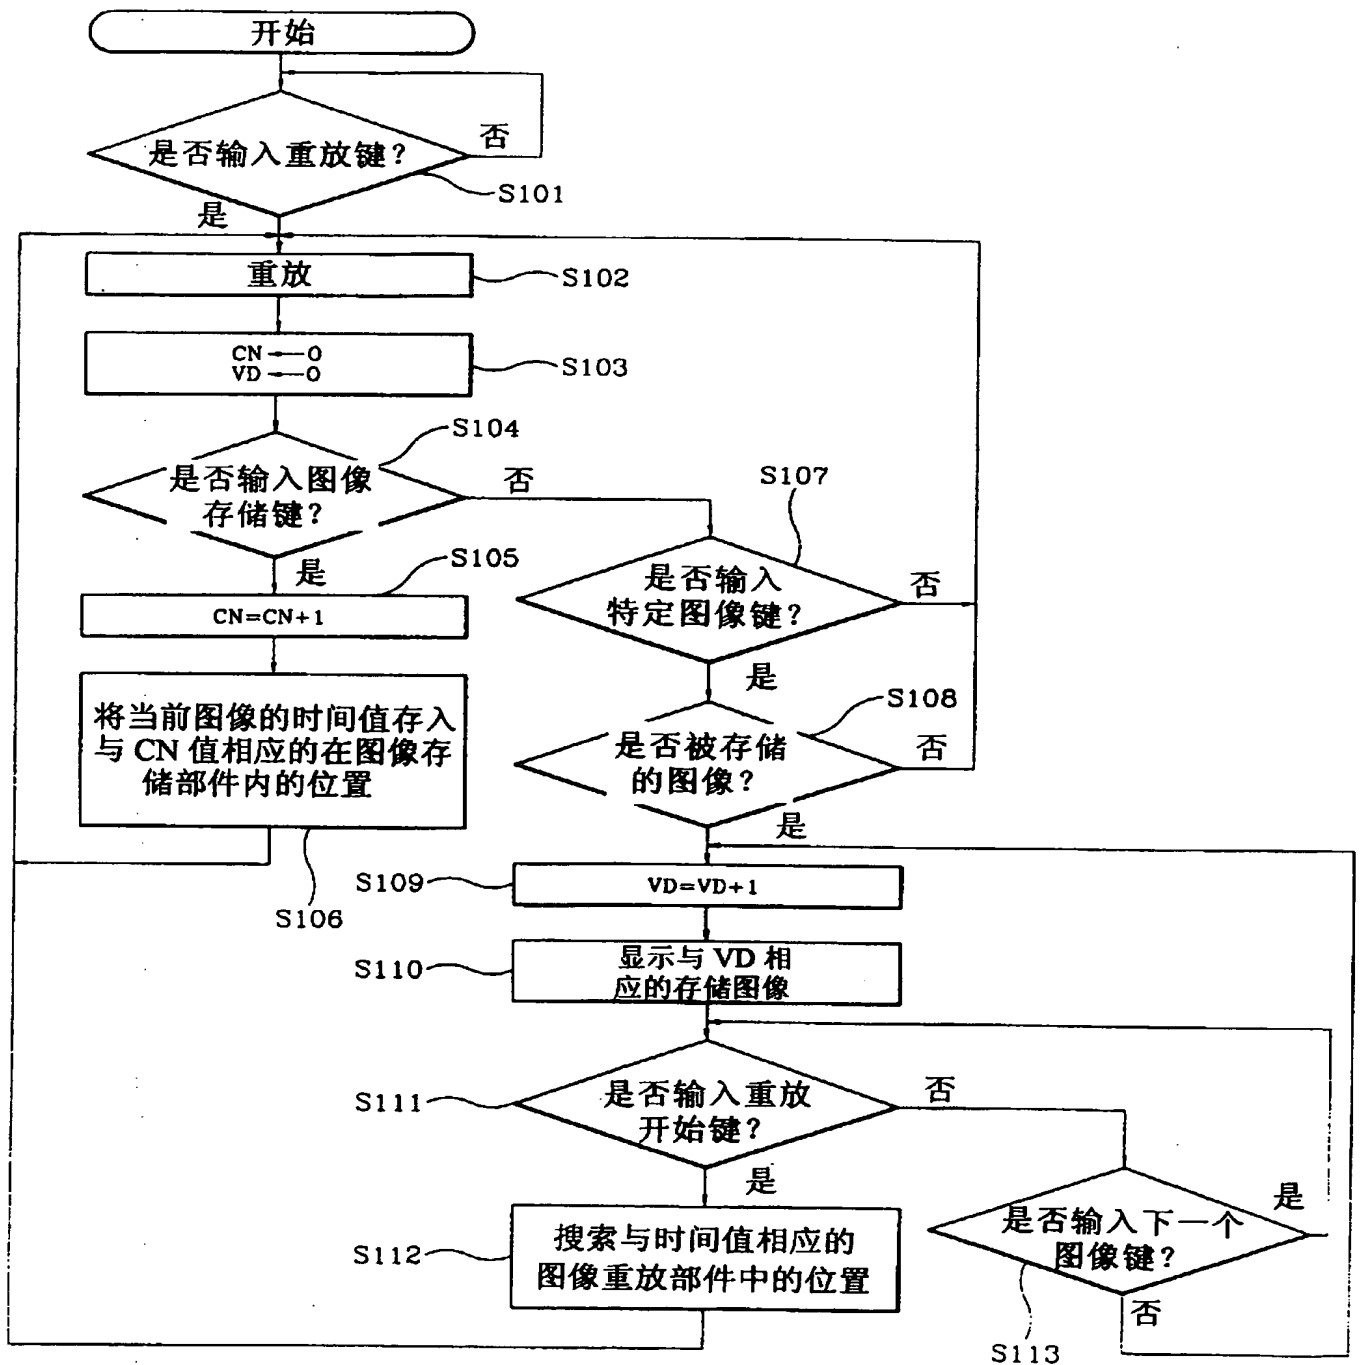 开始
是否输入重放键?
否
S101
是
重放
S102
CN←0
VD←0
S103
S104
是否输入图像
存储键?
否
是
S105
CN=CN+1
S107
是否输入
特定图像键?
否
是
将当前图像的时间值存入
与CN值相应的在图像存
储部件内的位置
S106
S108
是否被存储
的图像?
否
是
S109
VD=VD+1
S110
显示与VD相
应的存储图像
S111
是否输入重放
开始键?
否
是
S112
搜索与时间值相应的
图像重放部件中的位置
是否输入下一个
图像键?
是
否
S113